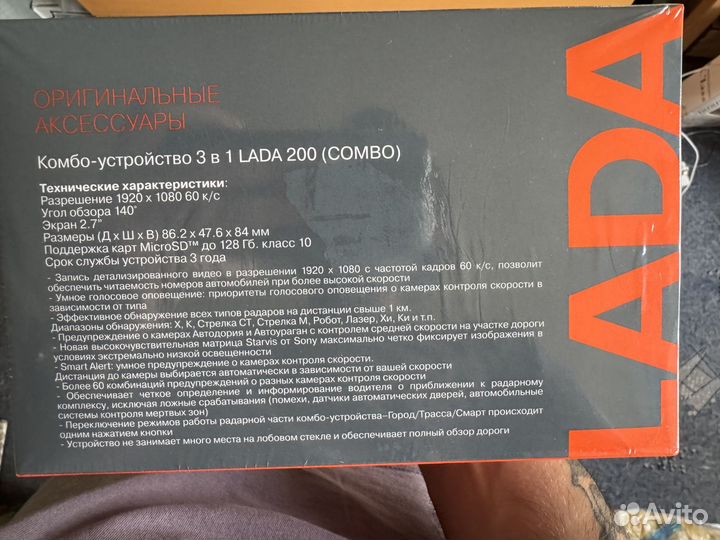 ОРИГИНАЛЬНЫЕ
АКСЕССУАРЫ
Комбо-устройство 3 в 1 LADA 200 (COMBO)
Технические характеристики:
Разрешение 1920 x 1080 60 к/с
Угол обзора 140°
Экран 2.7"
Размеры (Д х Ш х В) 86.2 x 47.6 x 84 мм
Поддержка карт MicroSD™ до 128 Гб. класс 10
Срок службы устройства 3 года
- Запись детализированного видео в разрешении 1920 x 1080 с частотой кадров 60 к/с, позволит
обеспечить читаемость номеров автомобилей при более высокой скорости
- Умное голосовое оповещение: приоритеты голосового оповещения о камерах контроля скорости в
зависимости от типа
- Эффективное обнаружение всех типов радаров на дистанции свыше 1 км.
Диапазоны обнаружения: X, К, Стрелка СТ, Стрелка М, Робот, Лазер, Хи, Ки и т.п.
- Предупреждение о камерах Автодория и Автоураган с контролем средней скорости на участке дороги
- Новая высокочувствительная матрица Starvis от Sony максимально четко фиксирует изображения в
условиях экстремально низкой освещенности
- Smart Alert: умное предупреждение о камерах контроля скорости.
Дистанция до камеры выбирается автоматически в зависимости от вашей скорости
- Более 60 комбинаций предупреждений о разных камерах контроля скорости
- Обеспечивает четкое определение и информирование водителя о приближении к радарному
комплексу, исключая ложные срабатывания (помехи, датчики автоматических дверей, автомобильные
системы контроля мертвых зон)
- Переключение режимов работы радарной части комбо-устройства–Город/Трасса/Смарт происходит
одним нажатием кнопки
- Устройство не занимает много места на лобовом стекле и обеспечивает полный обзор дороги
LADA
Avito